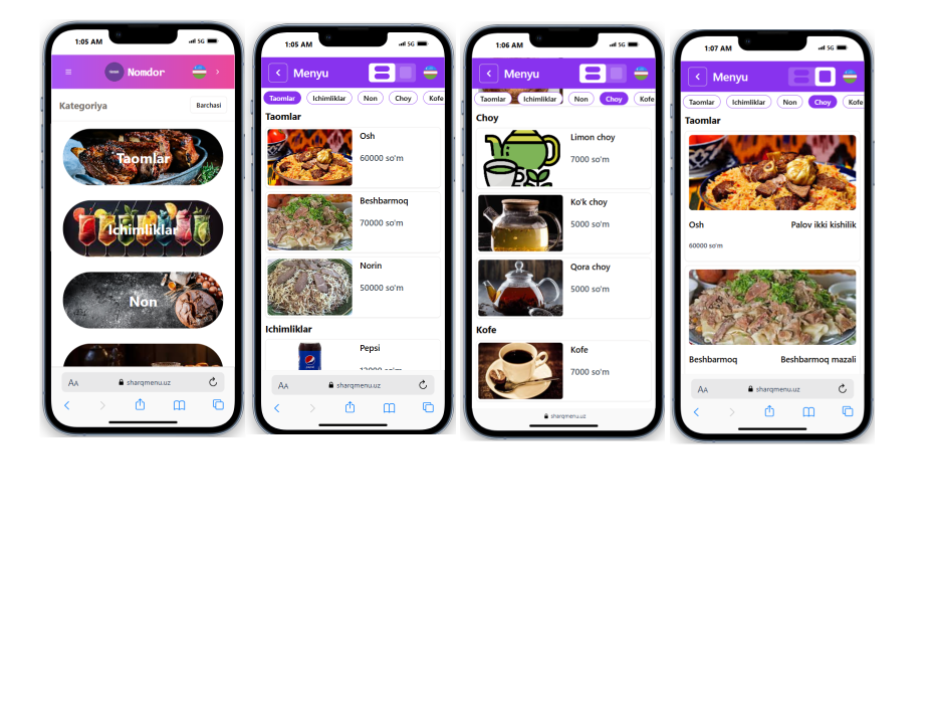 1:05 AM
5G
Nomdor
Kategoriya
Barchasi
Taomlar
Ichimliklar
Non
AA
sharqmenu.uz
1:05 AM
5G
Menyu
Taomlar
Ichimliklar
Non
Choy
Kofe
Taomlar
Osh
60000 so'm
Beshbarmoq
70000 so'm
Norin
50000 so'm
Ichimliklar
Pepsi
AA
sharqmenu.uz
1:06 AM
5G
Menyu
Taomlar
Ichimliklar
Non
Choy
Kofe
Choy
Limon choy
7000 so'm
Ko'k choy
5000 so'm
Qora choy
5000 so'm
Kofe
Kofe
7000 so'm
sharqmenu.uz
1:07 AM
5G
Menyu
Taomlar
Ichimliklar
Non
Choy
Kofe
Taomlar
Osh
Palov ikki kishilik
60000 so'm
Beshbarmoq
Beshbarmoq mazali
AA
sharqmenu.uz